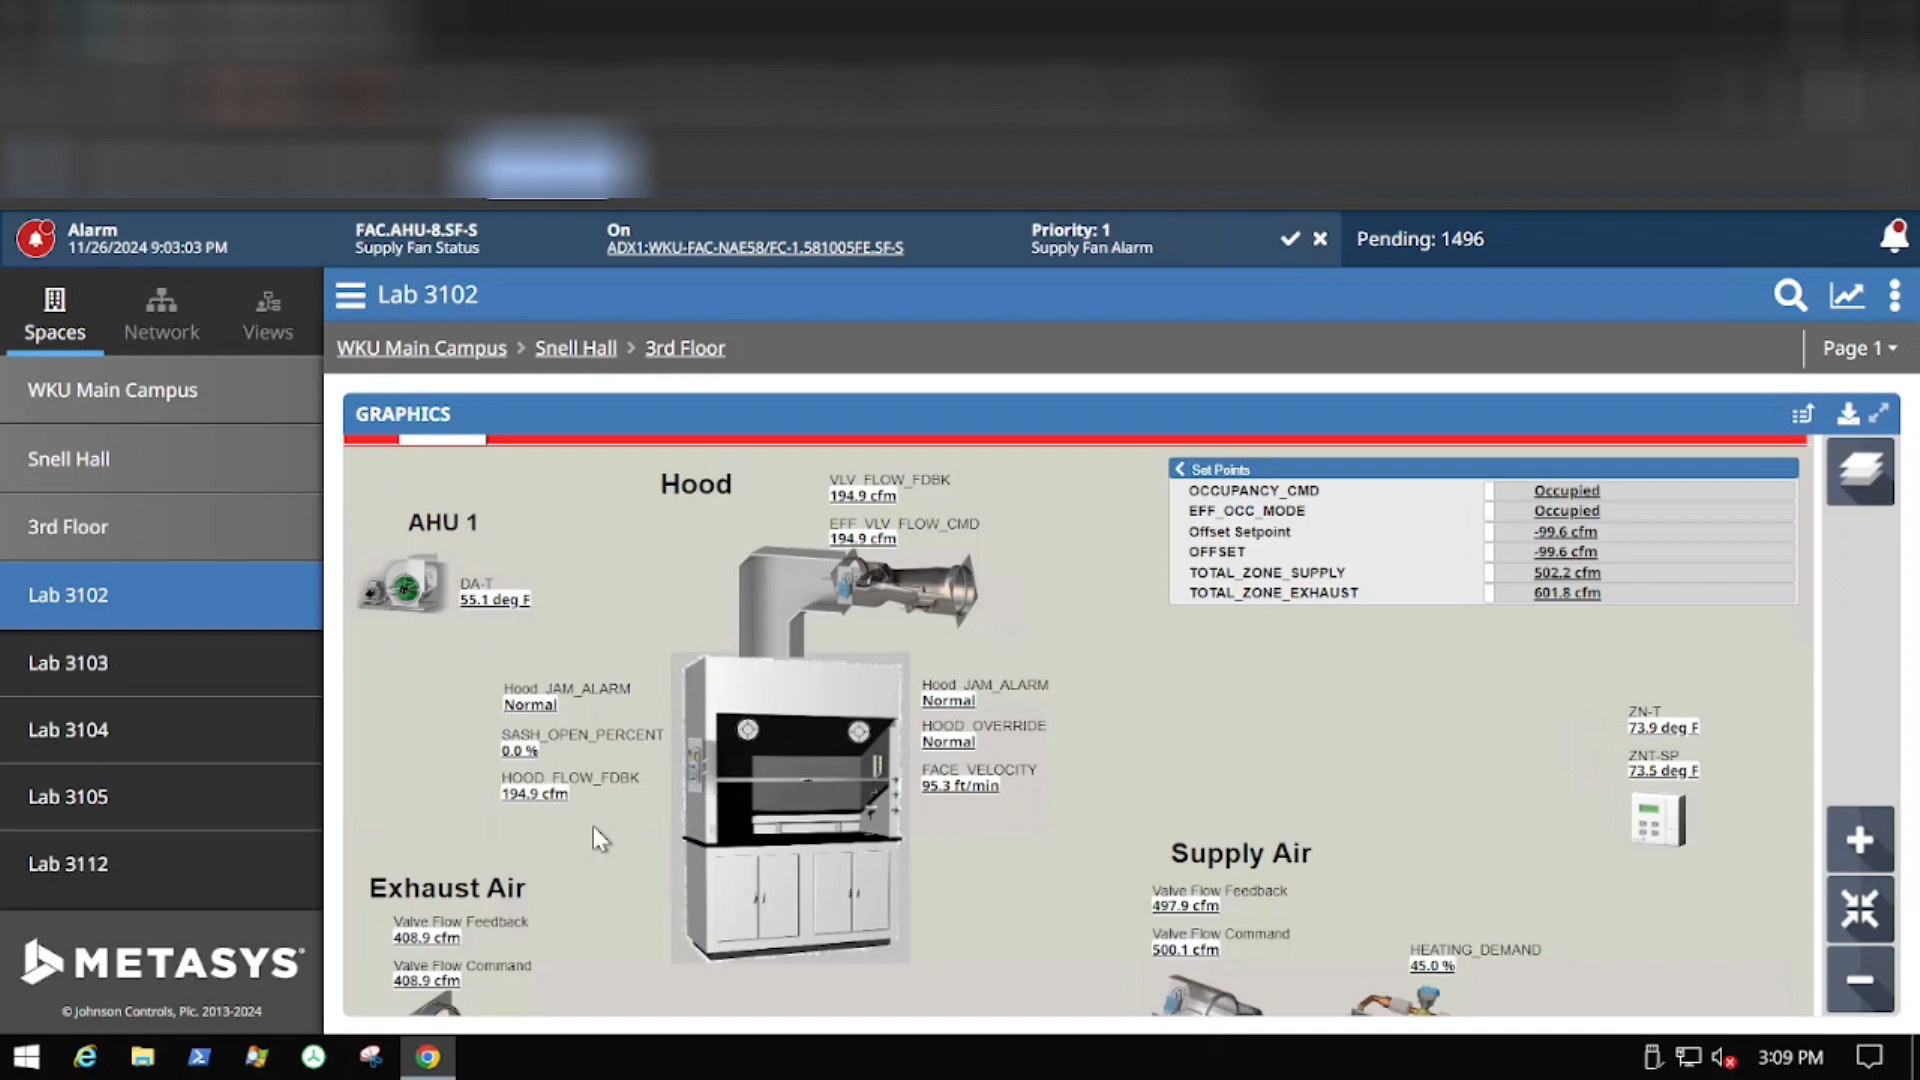 Alarm
11/26/2024 9:03:03 PM
FAC.AHU-8.SF-S
Supply Fan Status
On
ADX1:WKU-FAC-NAE58/FC-1.581005FE.SF-S
Priority: 1
Supply Fan Alarm
Pending: 1496
Spaces
Network
Views
Lab 3102
WKU Main Campus > Snell Hall > 3rd Floor
Page 1
WKU Main Campus
Snell Hall
3rd Floor
Lab 3102
Lab 3103
Lab 3104
Lab 3105
Lab 3112
METASYS
© Johnson Controls, Plc. 2013-2024
GRAPHICS
Hood
VLV_FLOW_FDBK
194.9 cfm
EFF_VLV_FLOW_CMD
194.9 cfm
AHU 1
DA-T
55.1 deg F
Set Points
OCCUPANCY_CMD Occupied
EFF_OCC_MODE Occupied
Offset Setpoint -99.6 cfm
OFFSET -99.6 cfm
TOTAL_ZONE_SUPPLY 502.2 cfm
TOTAL_ZONE_EXHAUST 601.8 cfm
Hood JAM_ALARM
Normal
SASH_OPEN_PERCENT
0.0 %
HOOD_FLOW_FDBK
194.9 cfm
Hood JAM_ALARM
Normal
HOOD_OVERRIDE
Normal
FACE_VELOCITY
95.3 ft/min
ZN-T
73.9 deg F
ZNT-SP
73.5 deg F
Exhaust Air
Valve Flow Feedback
408.9 cfm
Valve Flow Command
408.9 cfm
Supply Air
Valve Flow Feedback
497.9 cfm
Valve Flow Command
500.1 cfm
HEATING_DEMAND
45.0 %
3:09 PM